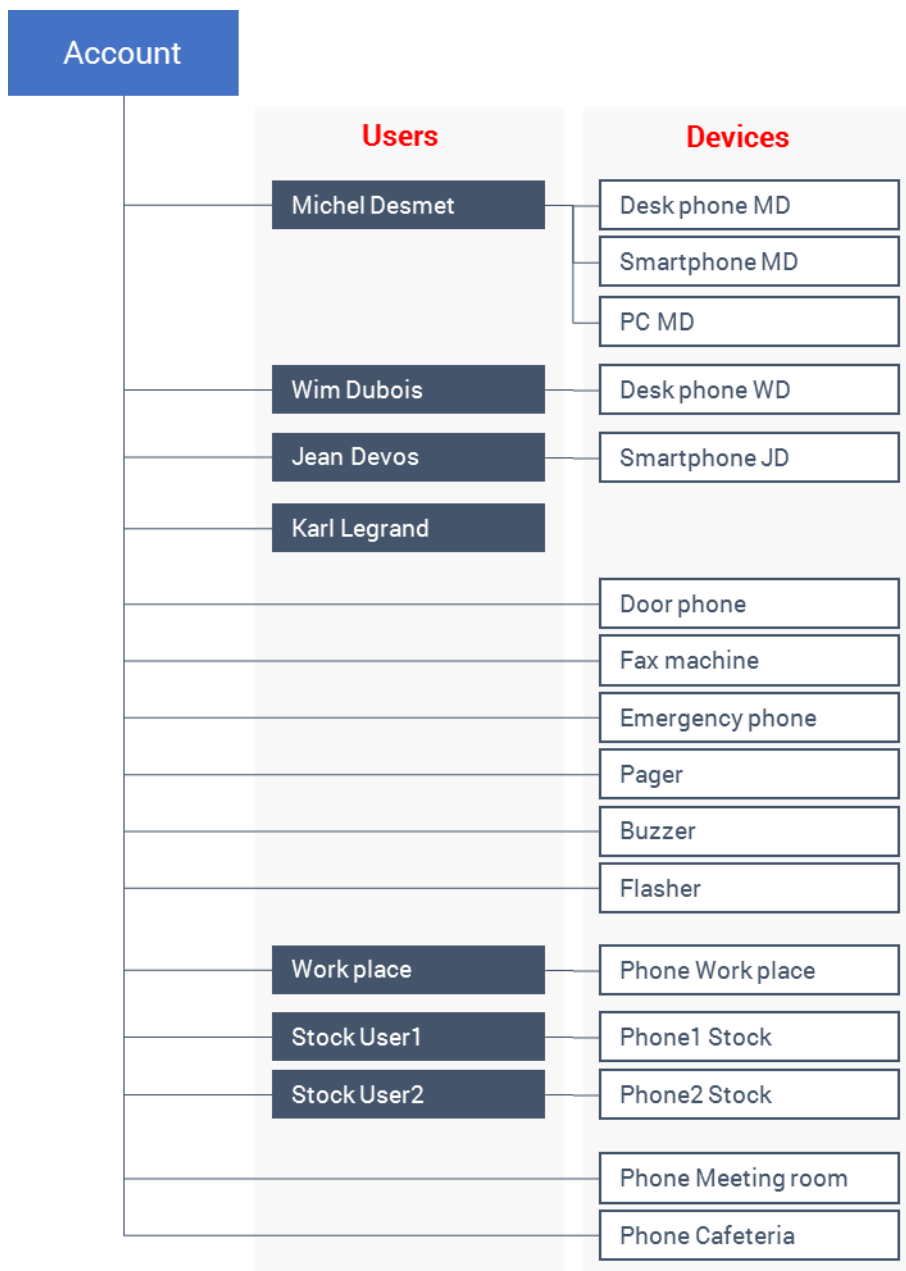 Account
Users
Devices
Michel Desmet
Desk phone MD
Smartphone MD
PC MD
Wim Dubois
Desk phone WD
Jean Devos
Smartphone JD
Karl Legrand
Door phone
Fax machine
Emergency phone
Pager
Buzzer
Flasher
Work place
Phone Work place
Stock User1
Phone1 Stock
Stock User2
Phone2 Stock
Phone Meeting room
Phone Cafeteria